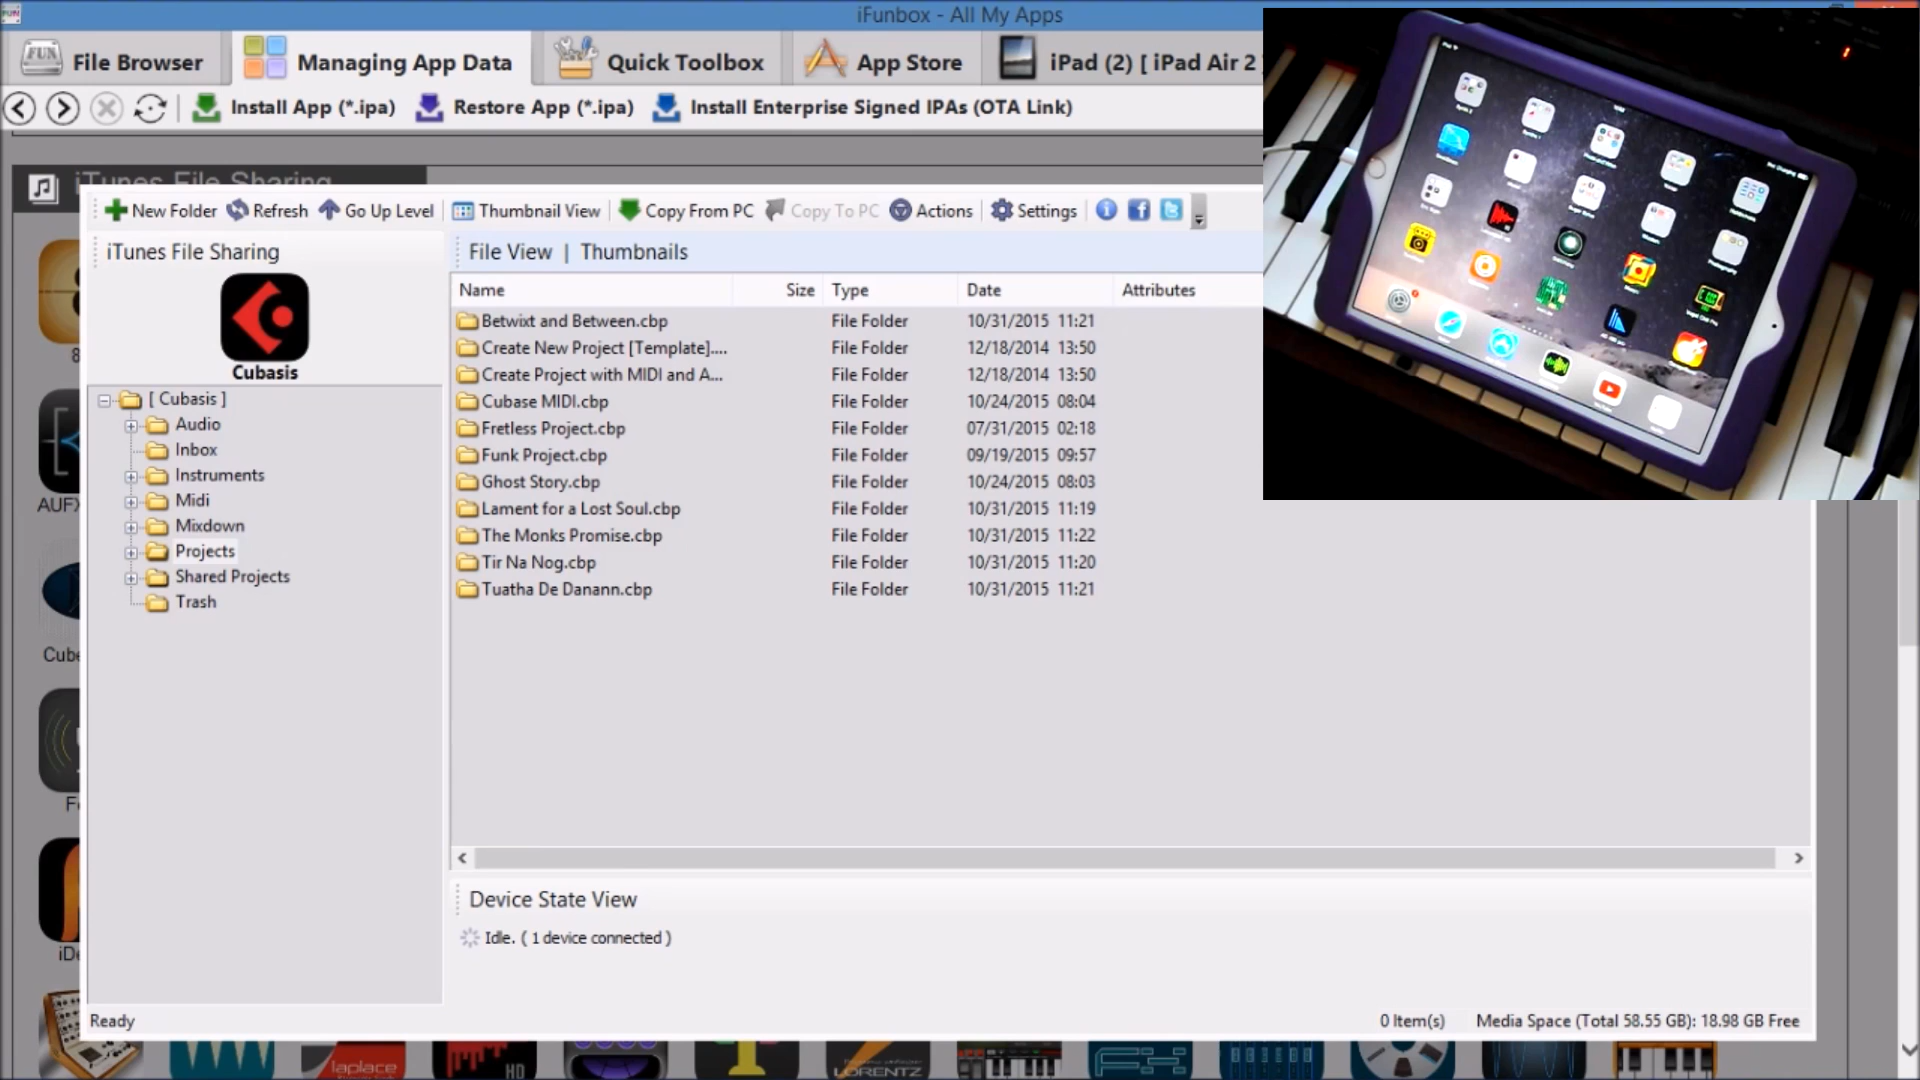 iFunbox - All My Apps
File Browser
Managing App Data
Quick Toolbox
App Store
iPad (2) [ iPad Air 2
Install App (*.ipa)
Restore App (*.ipa)
Install Enterprise Signed IPAs (OTA Link)
iTunes File Sharing
New Folder
Refresh
Go Up Level
Thumbnail View
Copy From PC
Copy To PC
Actions
Settings
iTunes File Sharing
File View | Thumbnails
Cubasis
Name Size Type Date Attributes
Betwixt and Between.cbp File Folder 10/31/2015 11:21
Create New Project [Template].... File Folder 12/18/2014 13:50
Create Project with MIDI and A... File Folder 12/18/2014 13:50
Cubase MIDI.cbp File Folder 10/24/2015 08:04
Fretless Project.cbp File Folder 07/31/2015 02:18
Funk Project.cbp File Folder 09/19/2015 09:57
Ghost Story.cbp File Folder 10/24/2015 08:03
Lament for a Lost Soul.cbp File Folder 10/31/2015 11:19
The Monks Promise.cbp File Folder 10/31/2015 11:22
Tir Na Nog.cbp File Folder 10/31/2015 11:20
Tuatha De Danann.cbp File Folder 10/31/2015 11:21
[ Cubasis ]
Audio
Inbox
Instruments
Midi
Mixdown
Projects
Shared Projects
Trash
8
AUFX
Cube
F
iDe
Device State View
Idle. ( 1 device connected )
Ready
0 Item(s)
Media Space (Total 58.55 GB): 18.98 GB Free
laplace
HD
LORENTZ
FX